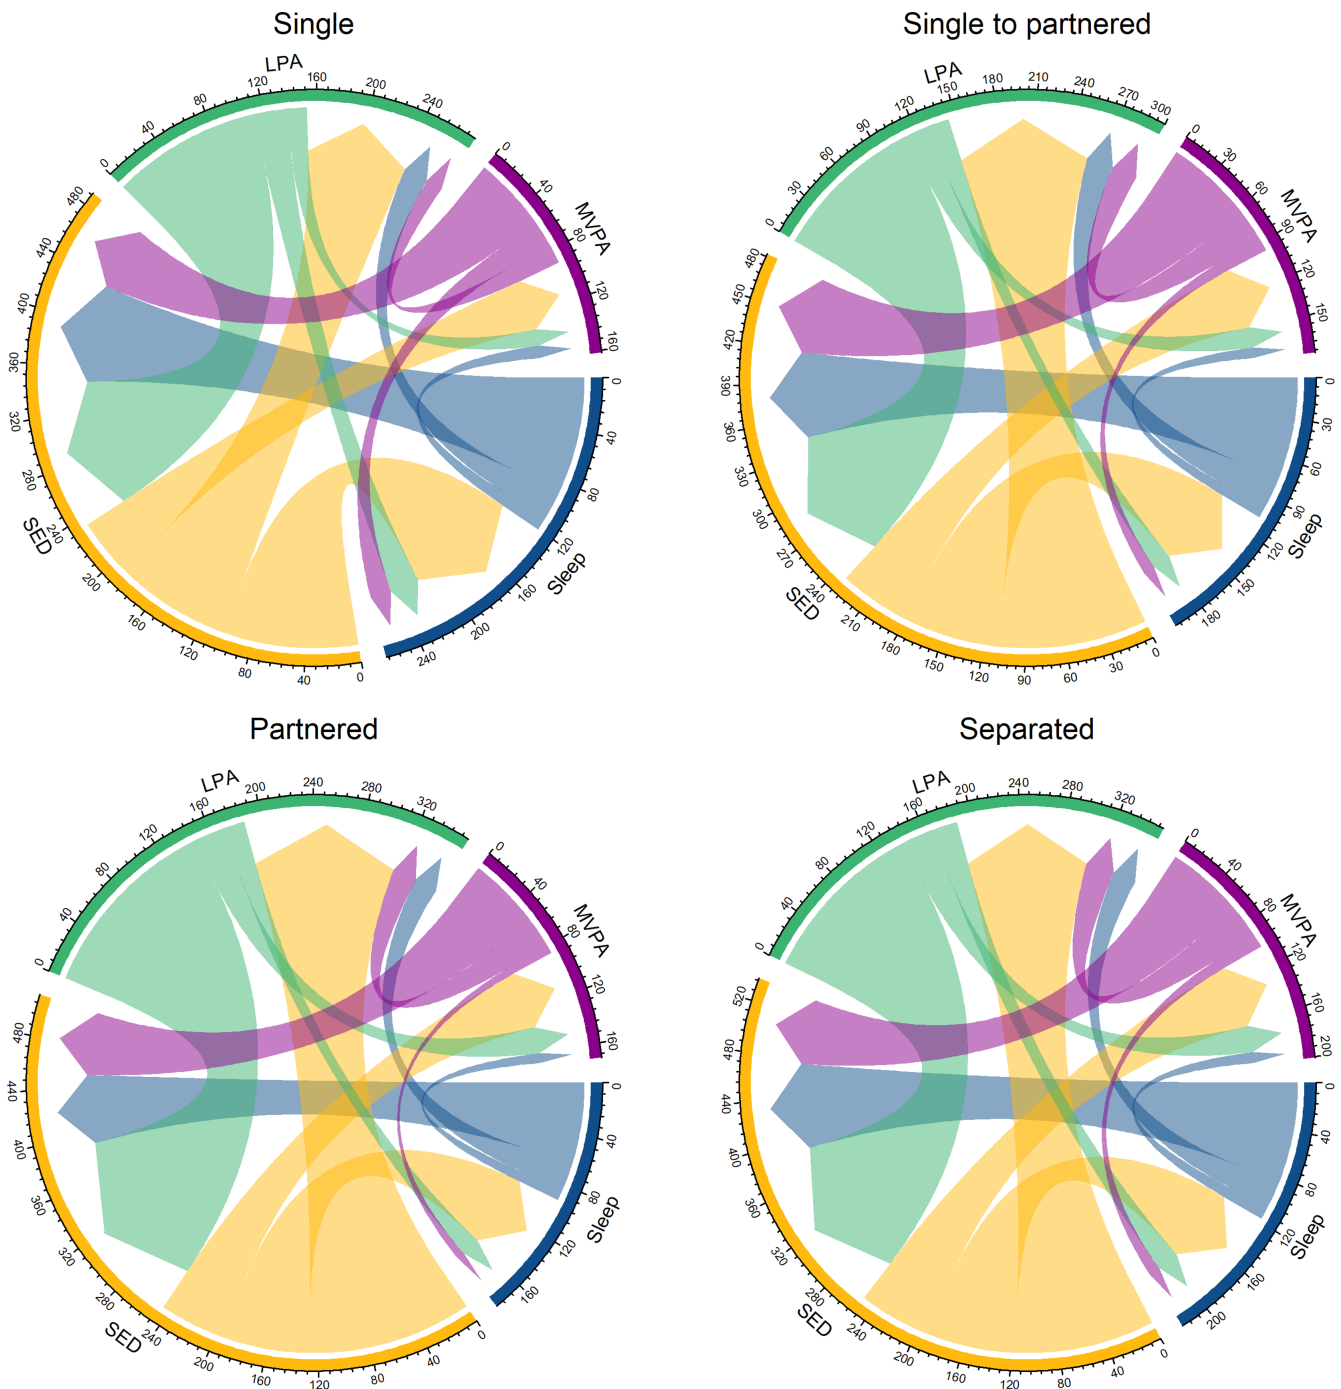 Single
LPA
0 40 80 120 160 200 240
MVPA
0 40 80 120 160
Sleep
0 40 80 120 160 200 240
SED
0 40 80 120 160 200 240 280 320 360 400 440 480
Single to partnered
LPA
0 30 60 90 120 150 180 210 240 270 300
MVPA
0 30 60 90 120 150
Sleep
0 30 60 90 120 150 180
SED
0 30 60 90 120 150 180 210 240 270 300 330 360 390 420 450 480
Partnered
LPA
0 40 80 120 160 200 240 280 320
MVPA
0 40 80 120 160
Sleep
0 40 80 120 160
SED
0 40 80 120 160 200 240 280 320 360 400 440 480
Separated
LPA
0 40 80 120 160 200 240 280 320
MVPA
0 40 80 120 160 200
Sleep
0 40 80 120 160 200
SED
0 40 80 120 160 200 240 280 320 360 400 440 480 520